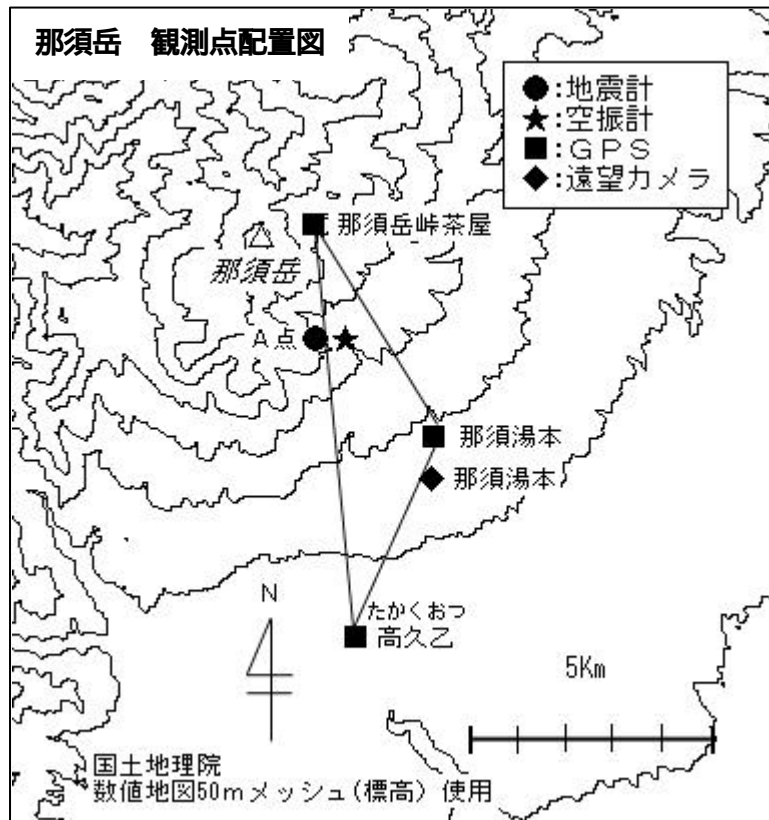 那須岳 観測点配置図
●:地震計
★:空振計
■:GPS
◆:遠望カメラ
那須岳峠茶屋
那須岳
A点
那須湯本
那須湯本
たかくおつ
高久乙
N
5Km
国土地理院
数値地図50mメッシュ(標高)使用